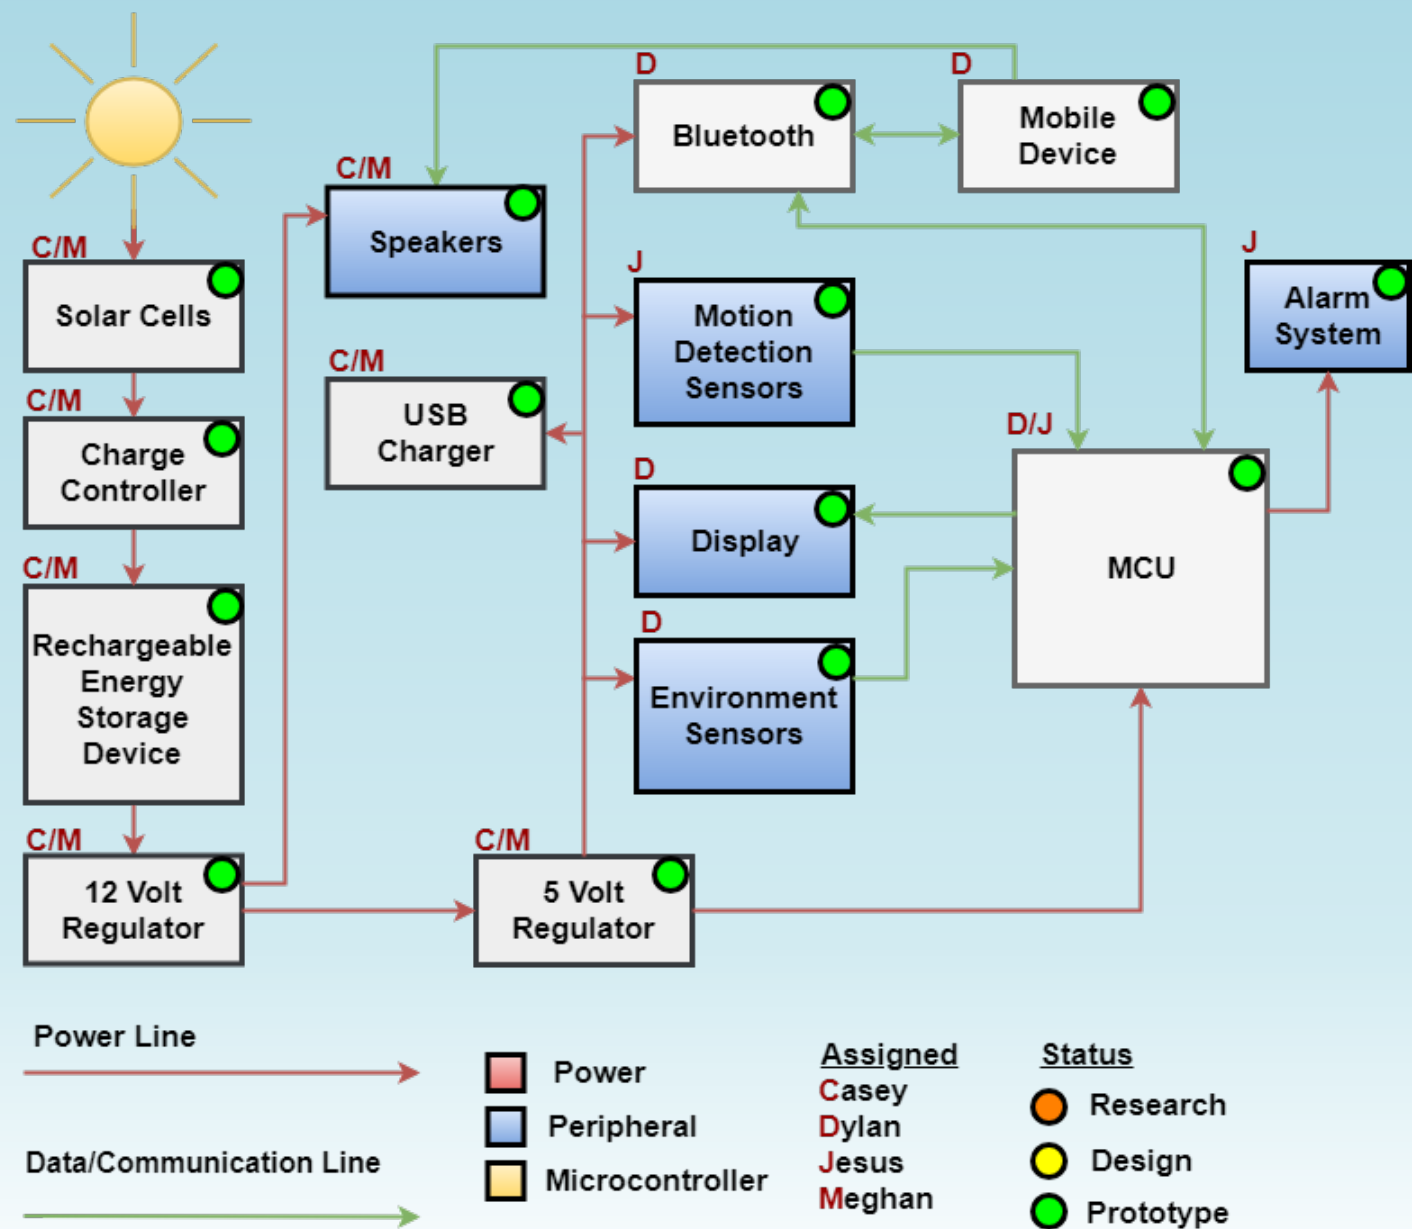 D
D
Bluetooth
Mobile
Device
C/M
Speakers
C/M
Solar Cells
J
Motion
Detection
Sensors
J
Alarm
System
C/M
USB
Charger
C/M
Charge
Controller
D/J
MCU
D
Display
C/M
Rechargeable
Energy
Storage
Device
D
Environment
Sensors
C/M
12 Volt
Regulator
C/M
5 Volt
Regulator
Power Line
Data/Communication Line
Power
Peripheral
Microcontroller
Assigned
Casey
Dylan
Jesus
Meghan
Status
Research
Design
Prototype